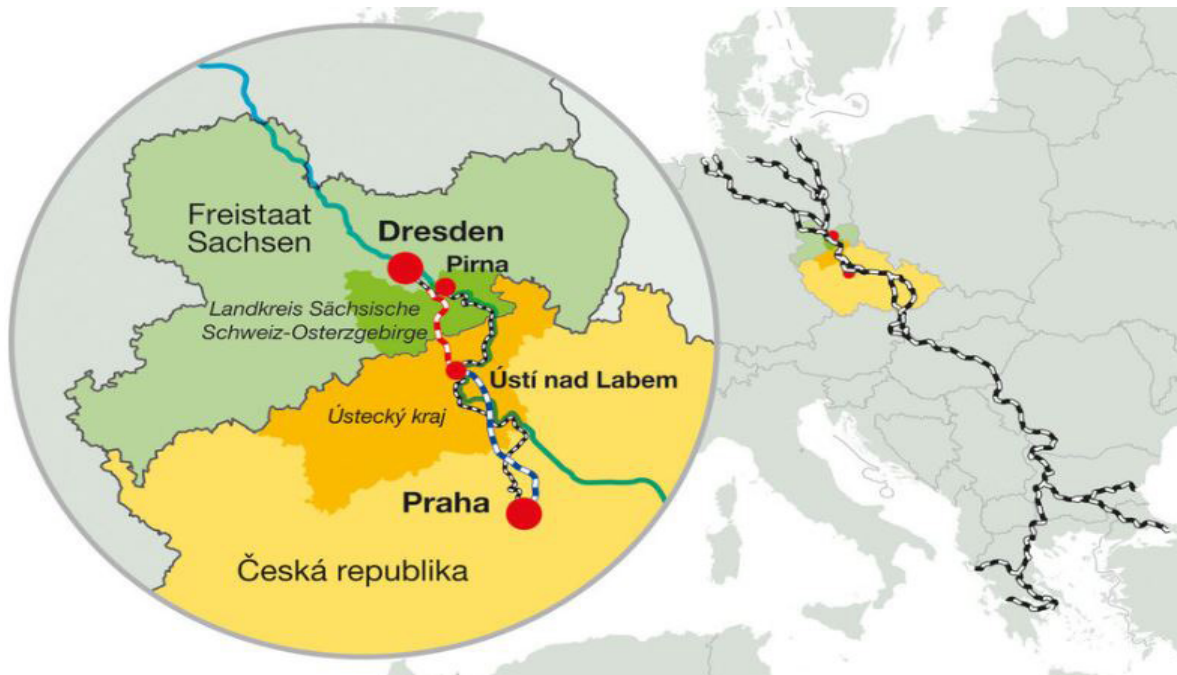 Freistaat
Sachsen
Dresden
Pirna
Landkreis Sächsische
Schweiz-Osterzgebirge
Ústí nad Labem
Ústecký kraj
Praha
Česká republika